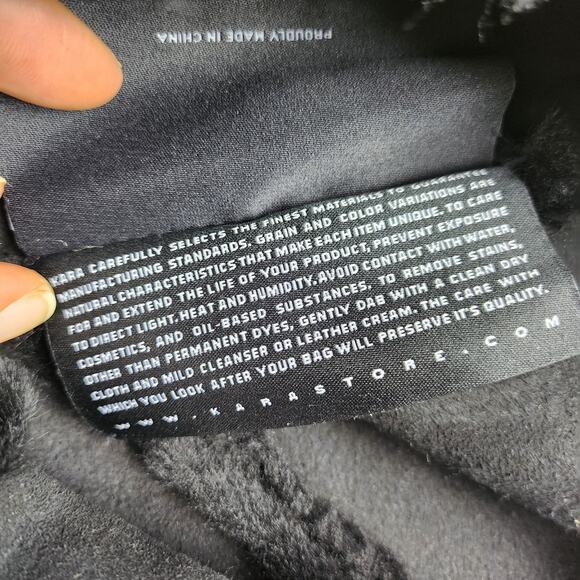 PROUDLY MADE IN CHINA
KARA CAREFULLY SELECTS THE FINEST MATERIALS TO GUARANTEE
MANUFACTURING STANDARDS. GRAIN AND COLOR VARIATIONS ARE
NATURAL CHARACTERISTICS THAT MAKE EACH ITEM UNIQUE. TO CARE
FOR AND EXTEND THE LIFE OF YOUR PRODUCT, PREVENT EXPOSURE
TO DIRECT LIGHT, HEAT AND HUMIDITY. AVOID CONTACT WITH WATER,
COSMETICS, AND OIL-BASED SUBSTANCES, TO REMOVE STAINS,
OTHER THAN PERMANENT DYES, GENTLY DAB WITH A CLEAN DRY
CLOTH AND MILD CLEANSER OR LEATHER CREAM. THE CARE WITH
WHICH YOU LOOK AFTER YOUR BAG WILL PRESERVE IT'S QUALITY.
WWW.KARASTORE.COM